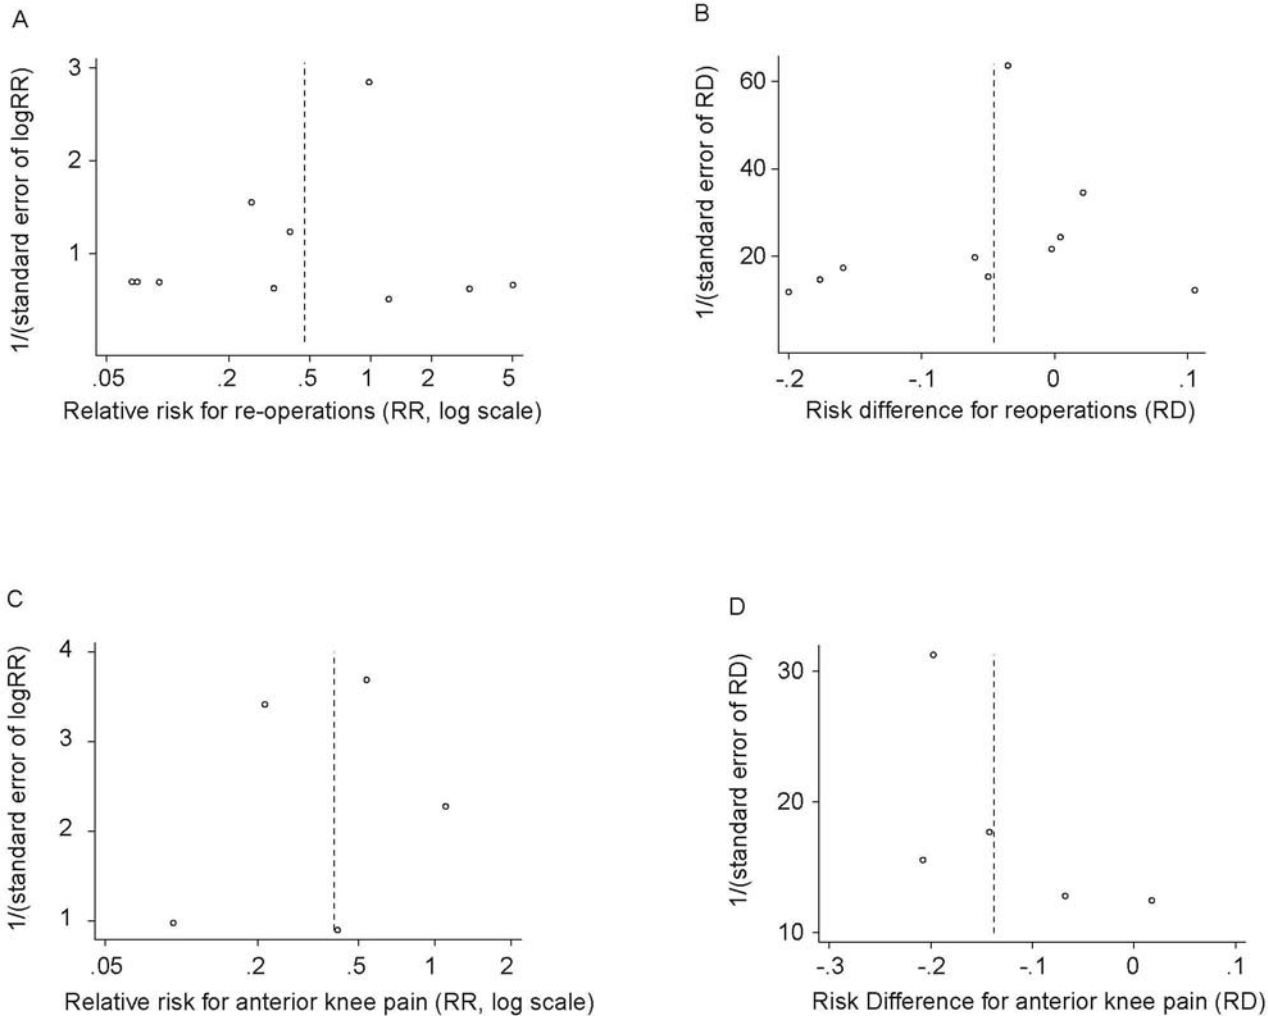 A
1/(standard error of logRR)
3
2
1
.05 .2 .5 1 2 5
Relative risk for re-operations (RR, log scale)
B
1/(standard error of RD)
60
40
20
-.2 -.1 0 .1
Risk difference for reoperations (RD)
C
1/(standard error of logRR)
4
3
2
1
.05 .2 .5 1 2
Relative risk for anterior knee pain (RR, log scale)
D
1/(standard error of RD)
30
20
10
-.3 -.2 -.1 0 .1
Risk Difference for anterior knee pain (RD)